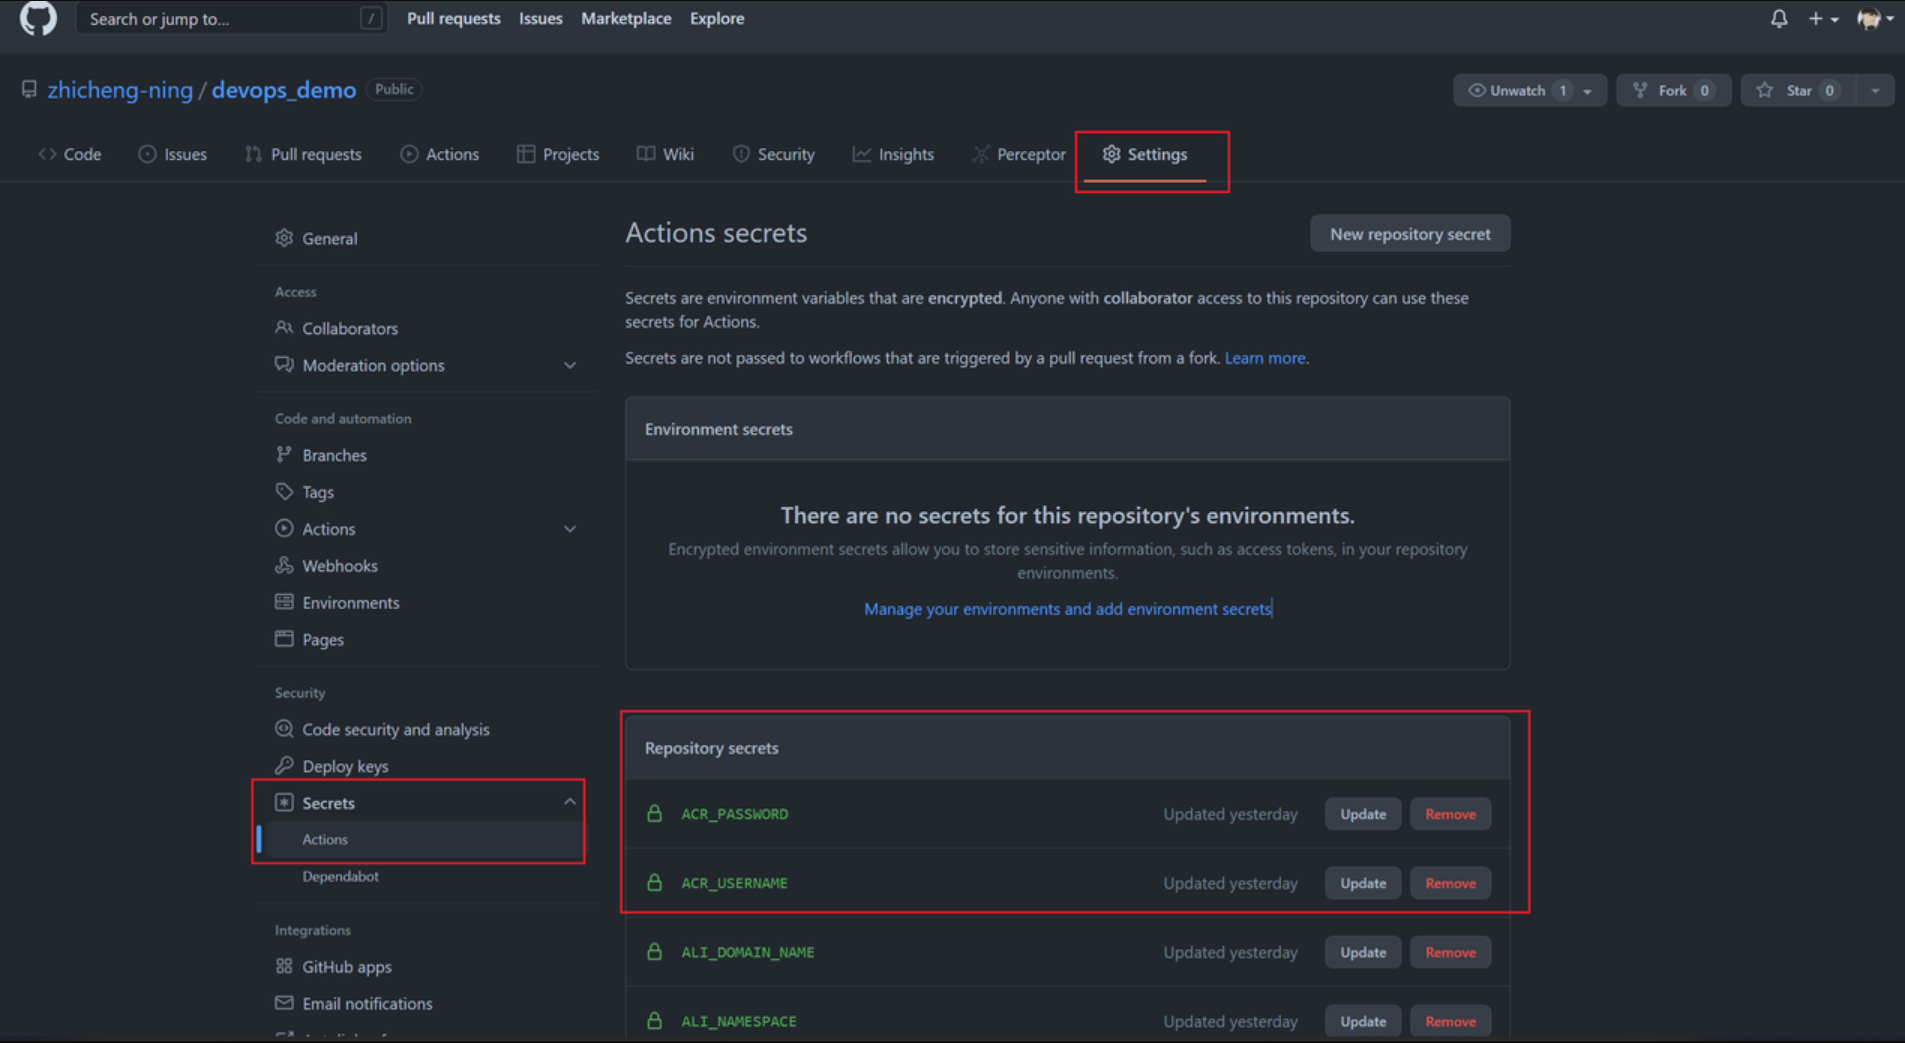 Search or jump to...
/
Pull requests
Issues
Marketplace
Explore
zhicheng-ning / devops_demo
Public
Unwatch 1
Fork 0
Star 0
Code
Issues
Pull requests
Actions
Projects
Wiki
Security
Insights
Perceptor
Settings
General
Access
Collaborators
Moderation options
Code and automation
Branches
Tags
Actions
Webhooks
Environments
Pages
Security
Code security and analysis
Deploy keys
Secrets
Actions
Dependabot
Integrations
GitHub apps
Email notifications
Actions secrets
New repository secret
Secrets are environment variables that are encrypted. Anyone with collaborator access to this repository can use these
secrets for Actions.
Secrets are not passed to workflows that are triggered by a pull request from a fork. Learn more.
Environment secrets
There are no secrets for this repository's environments.
Encrypted environment secrets allow you to store sensitive information, such as access tokens, in your repository
environments.
Manage your environments and add environment secrets
Repository secrets
ACR_PASSWORD Updated yesterday Update Remove
ACR_USERNAME Updated yesterday Update Remove
ALI_DOMAIN_NAME Updated yesterday Update Remove
ALI_NAMESPACE Updated yesterday Update Remove